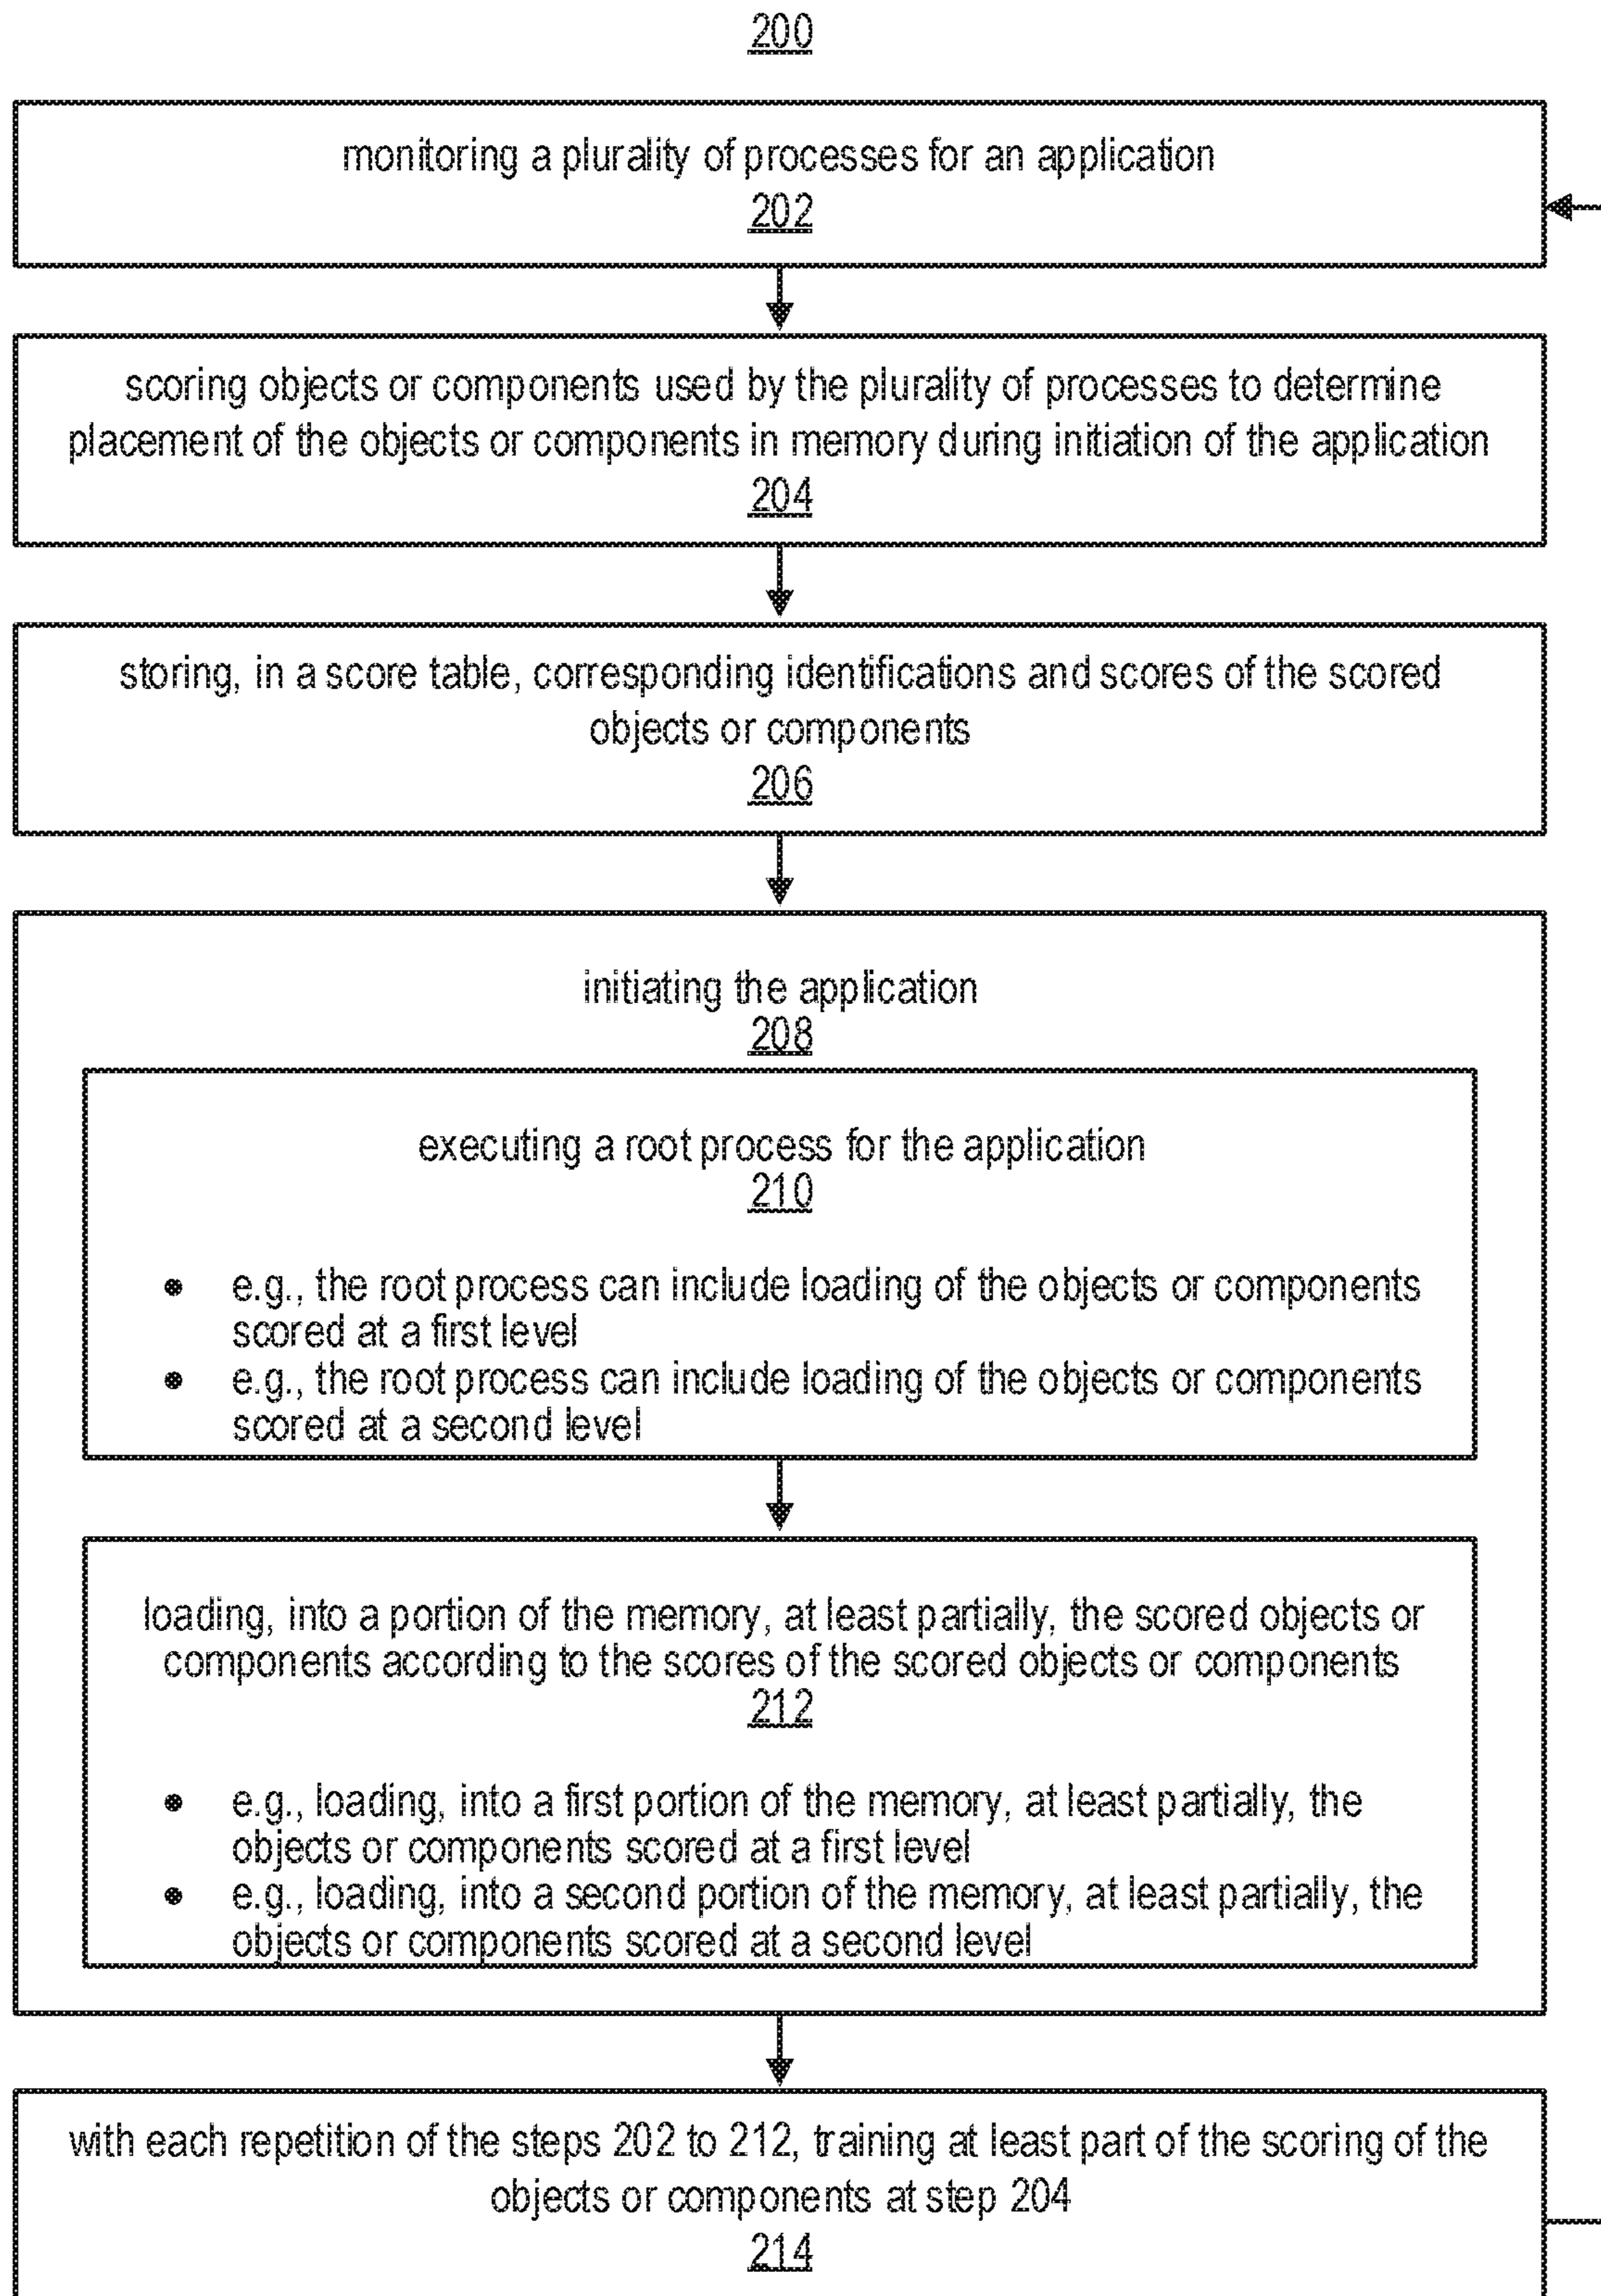 200
monitoring a plurality of processes for an application
202
scoring objects or components used by the plurality of processes to determine
placement of the objects or components in memory during initiation of the application
204
storing, in a score table, corresponding identifications and scores of the scored
objects or components
206
initiating the application
208
executing a root process for the application
210
• e.g., the root process can include loading of the objects or components
scored at a first level
• e.g., the root process can include loading of the objects or components
scored at a second level
loading, into a portion of the memory, at least partially, the scored objects or
components according to the scores of the scored objects or components
212
• e.g., loading, into a first portion of the memory, at least partially, the
objects or components scored at a first level
• e.g., loading, into a second portion of the memory, at least partially, the
objects or components scored at a second level
with each repetition of the steps 202 to 212, training at least part of the scoring of the
objects or components at step 204
214